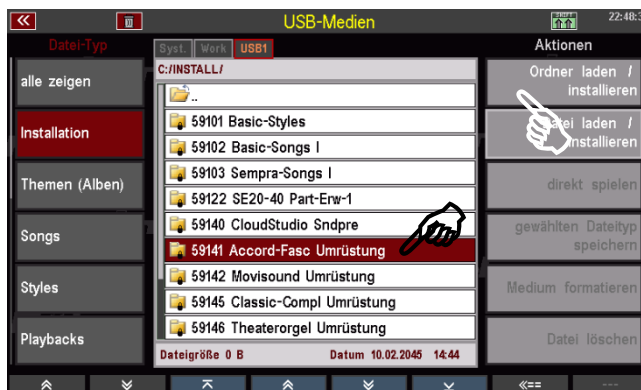 USB-Medien
22:48:3
Datei-Typ
Syst. Work USB1
Aktionen
alle zeigen
Installation
Themen (Alben)
Songs
Styles
Playbacks
C:/INSTALL/
..
59101 Basic-Styles
59102 Basic-Songs I
59103 Sempra-Songs I
59122 SE20-40 Part-Erw-1
59140 CloudStudio Sndpre
59141 Accord-Fasc Umrüstung
59142 Movisound Umrüstung
59145 Classic-Compl Umrüstung
59146 Theaterorgel Umrüstung
Dateigröße 0 B Datum 10.02.2045 14:44
Ordner laden /
installieren
laden /
installieren
direkt spielen
gewählten Dateityp
speichern
Medium formatieren
Datei löschen
«==
---